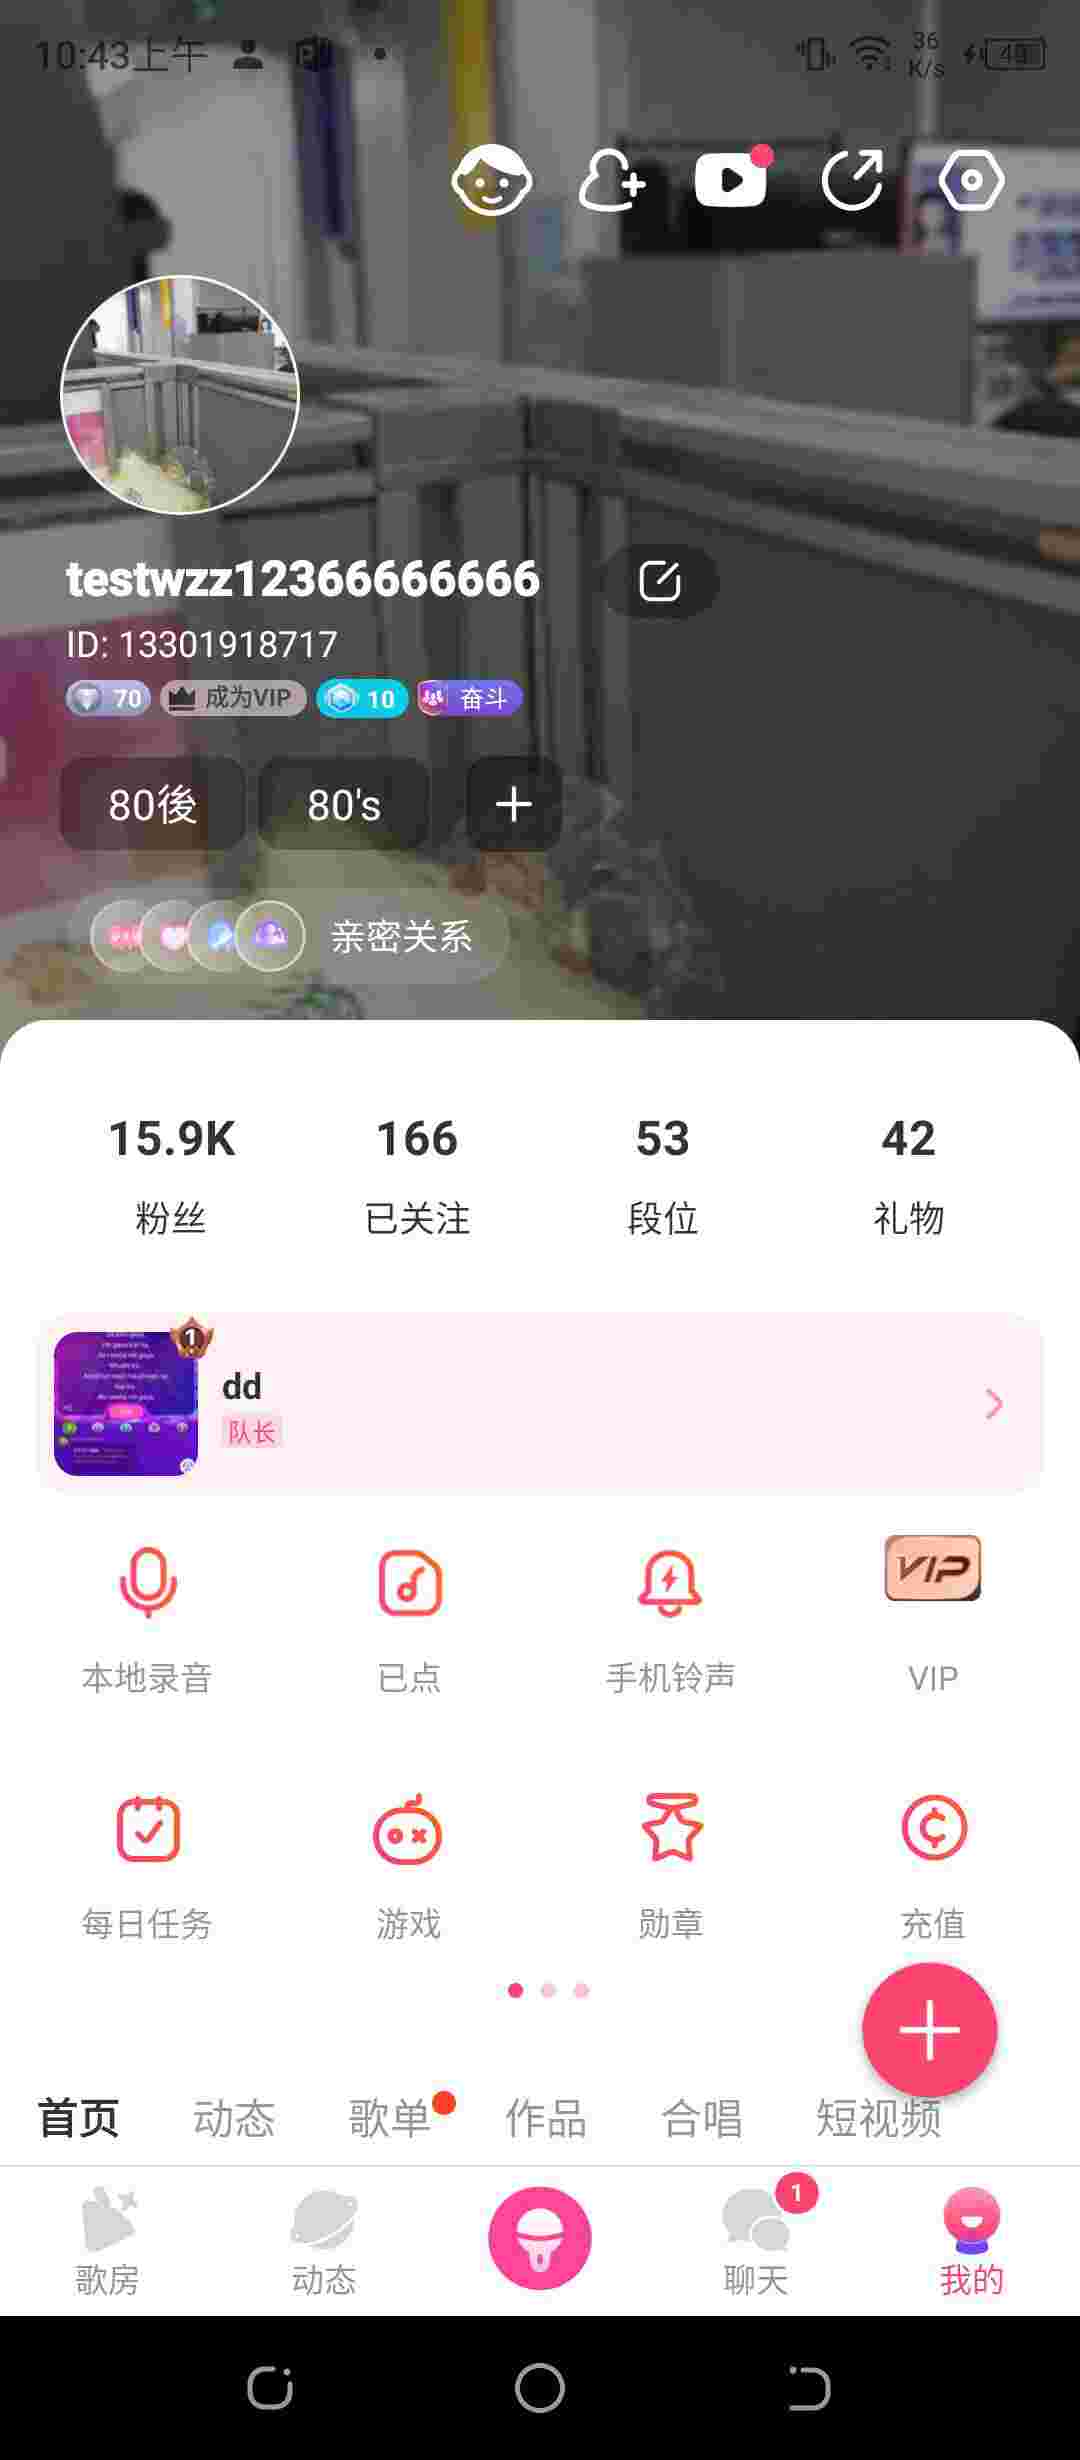 10:43上午
36
K/s
49
testwzz12366666666
ID: 13301918717
70
成为VIP
10
奋斗
80後
80's
亲密关系
15.9K
166
53
42
粉丝
已关注
段位
礼物
1
dd
队长
本地录音
已点
手机铃声
VIP
VIP
每日任务
游戏
勋章
充值
首页
动态
歌单
作品
合唱
短视频
歌房
动态
聊天
1
我的